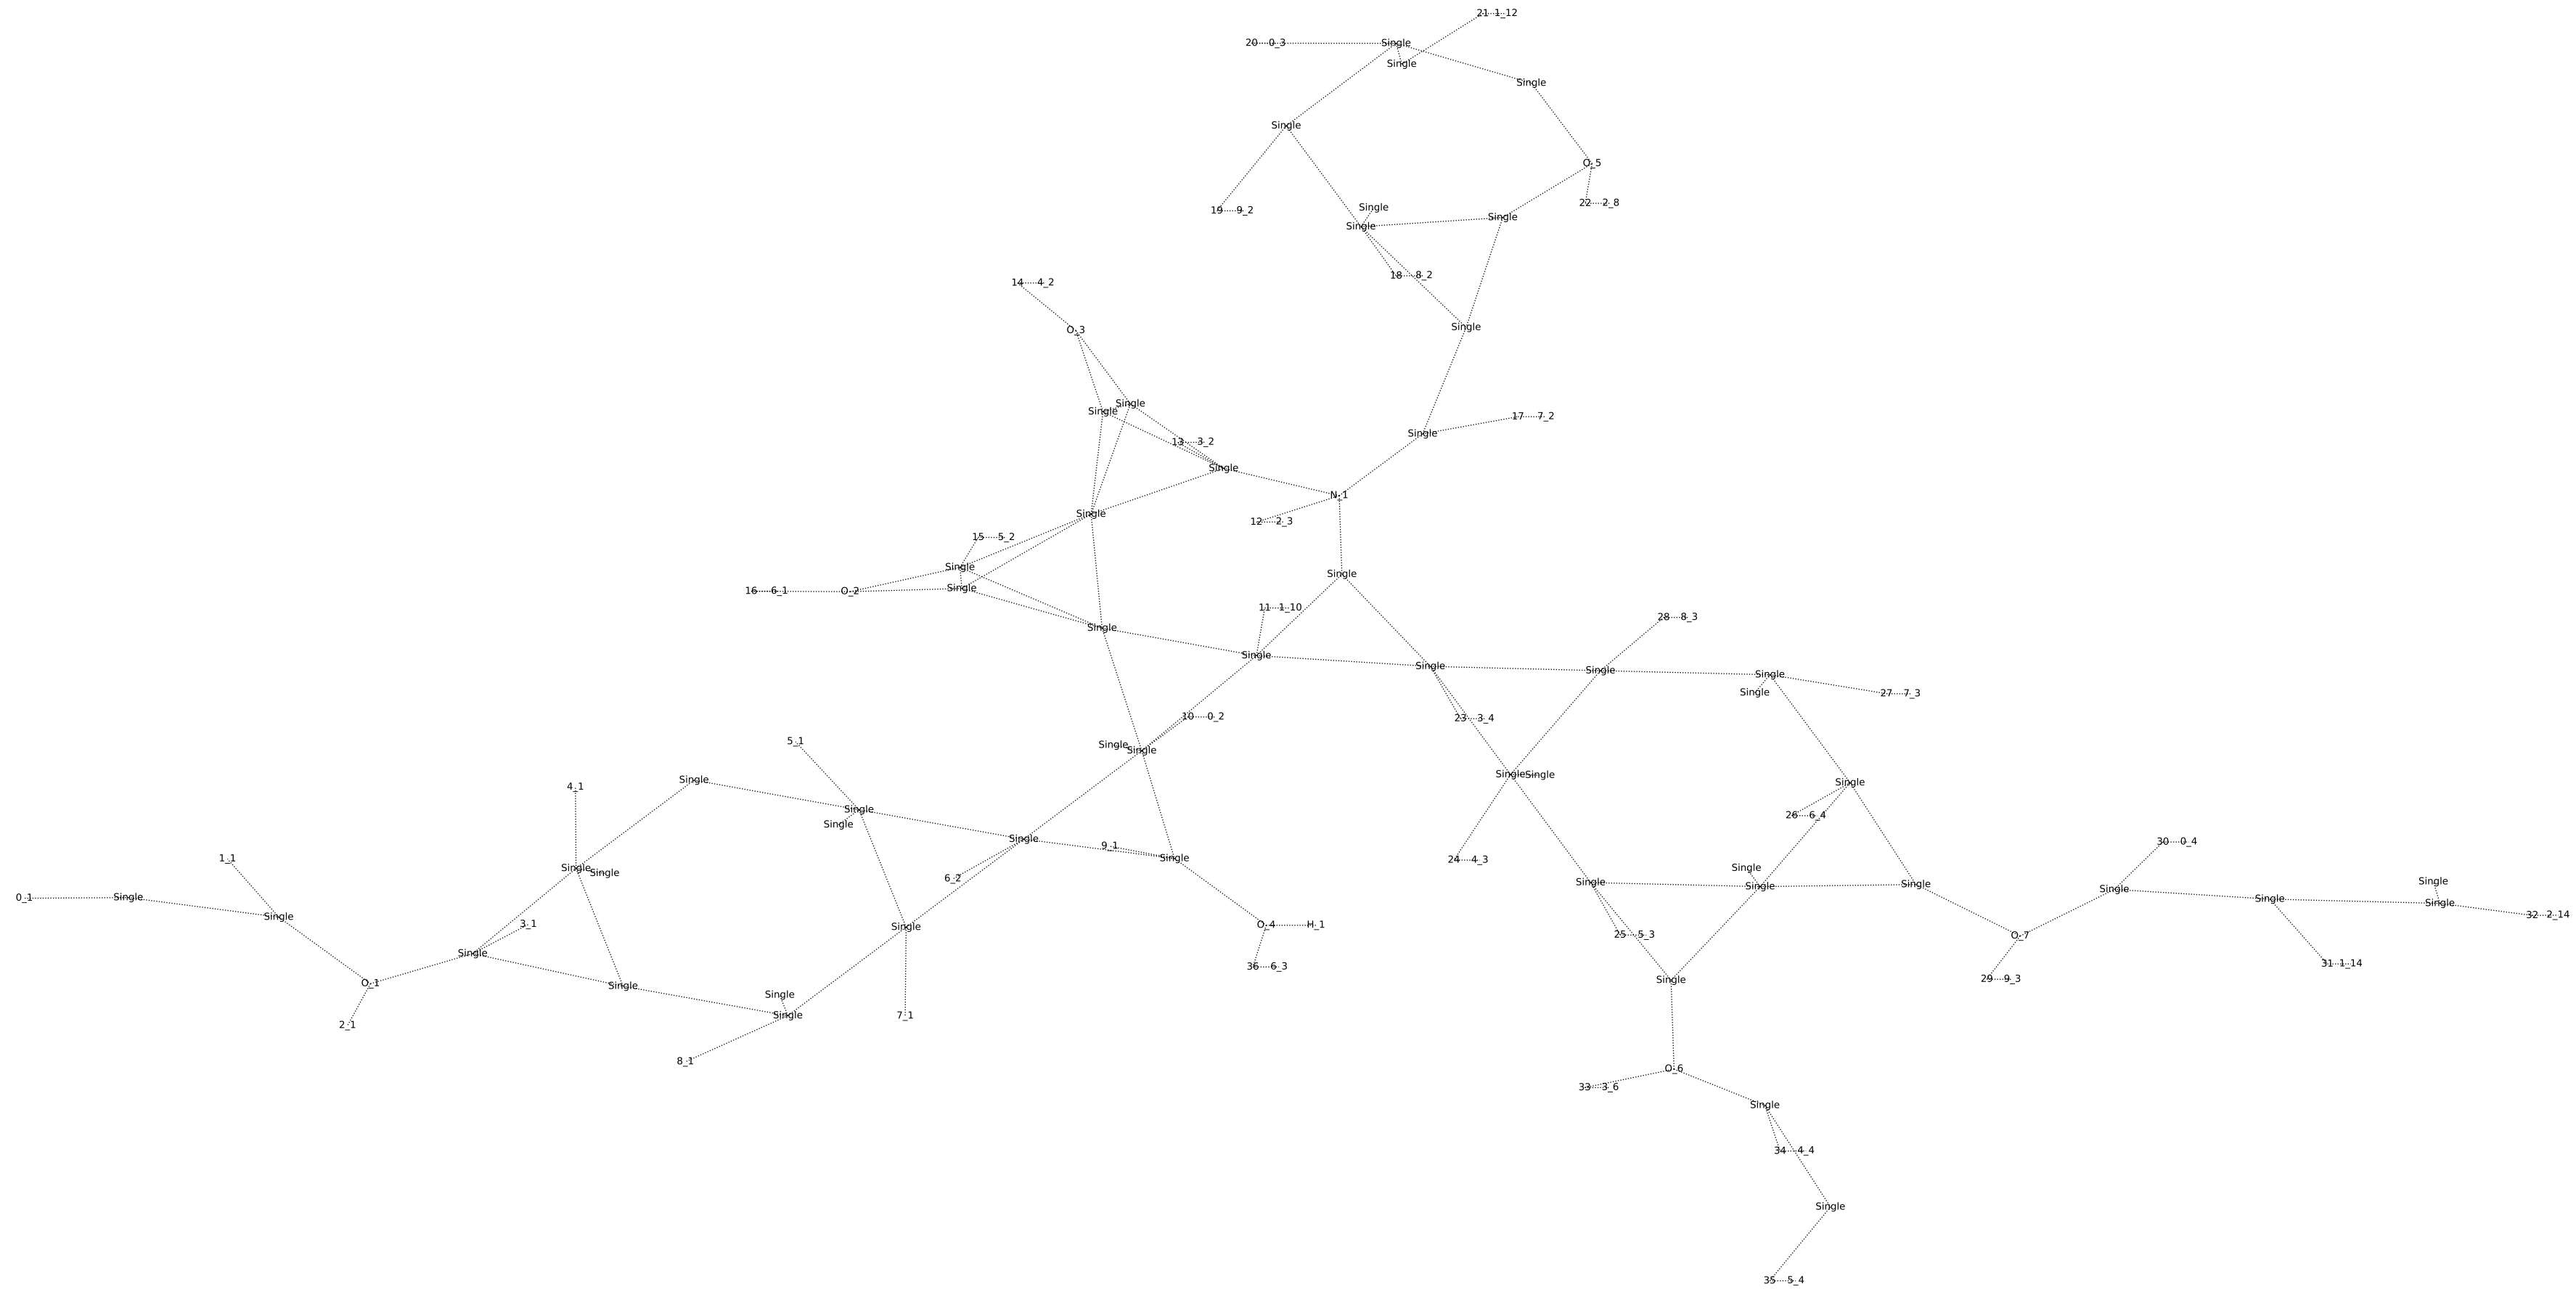 21 1_12
20 0_3 Single
Single
Single
Single
O_5
22 2_8
19 9_2
Single
Single
Single
18 8_2
14 4_2
Single
O_3
Single
Single
17 7_2
Single
13 3_2
Single
N_1
Single
12 2_3
15 5_2
Single
Single
16 6_1 O_2
Single
11 1_10
28 8_3
Single
Single
Single
Single
Single
Single
27 7_3
10 0_2
23 3_4
5_1
Single
Single
Single
Single
Single
Single
4_1
Single
Single
26 6_4
Single
Single
9_1
30 0_4
1_1
Single
24 4_3
Single
Single
Single
6_2
Single
Single
Single
Single
Single
Single
0_1 Single
Single
Single
Single
32 2_14
3_1
Single
O_4 H_1
25 5_3
O_7
Single
31 1_14
36 6_3
29 9_3
Single
O_1
Single
Single
Single
7_1
2_1
8_1
O_6
33 3_6
Single
34 4_4
Single
35 5_4